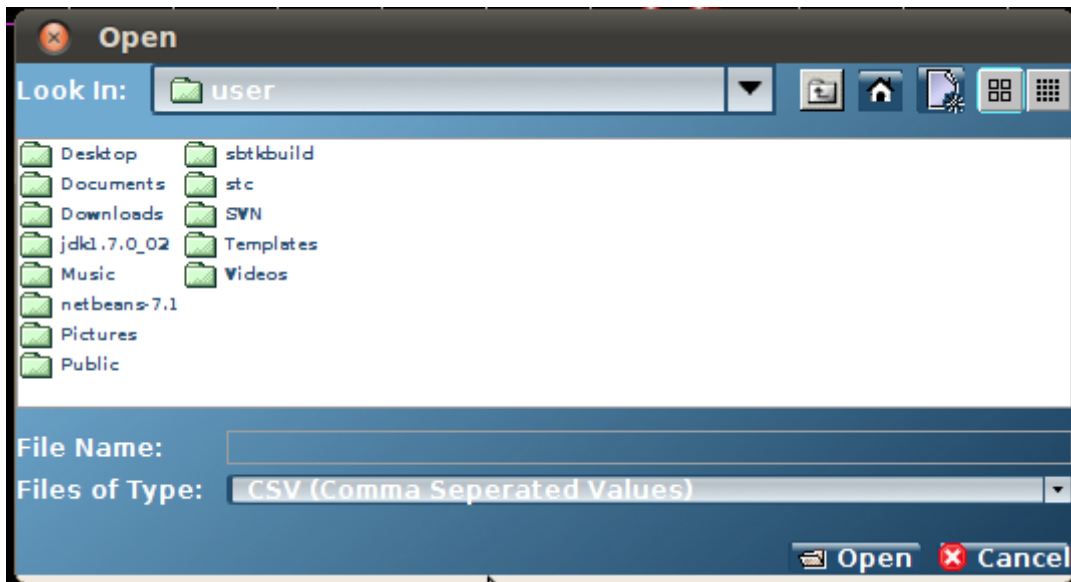 Open
Look In: user
Desktop sbtkbuild
Documents stc
Downloads SVN
jdk1.7.0_02 Templates
Music Videos
netbeans-7.1
Pictures
Public
File Name:
Files of Type: CSV (Comma Seperated Values)
Open Cancel